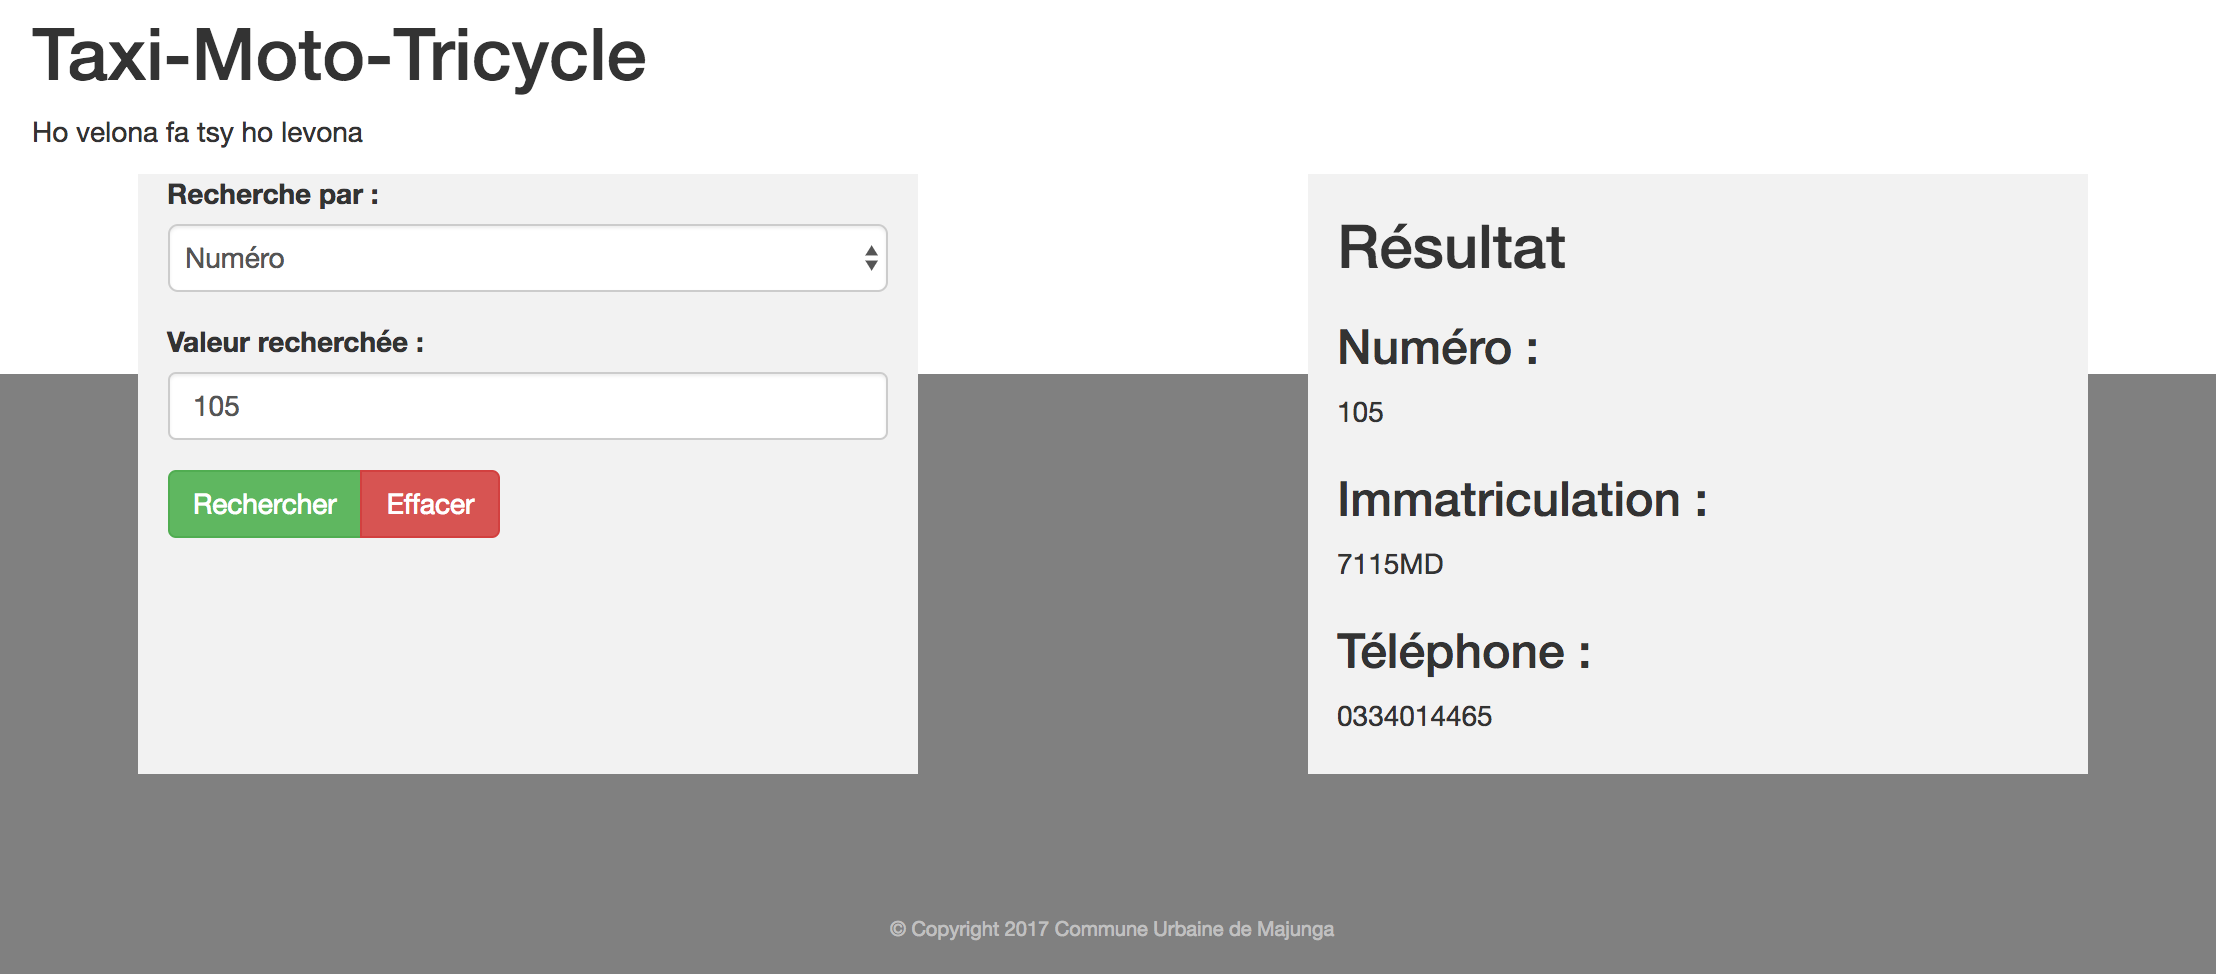 Taxi-Moto-Tricycle
Ho velona fa tsy ho levona
Recherche par :
Numéro
Valeur recherchée :
105
Rechercher
Effacer
Résultat
Numéro :
105
Immatriculation :
7115MD
Téléphone :
0334014465
© Copyright 2017 Commune Urbaine de Majunga